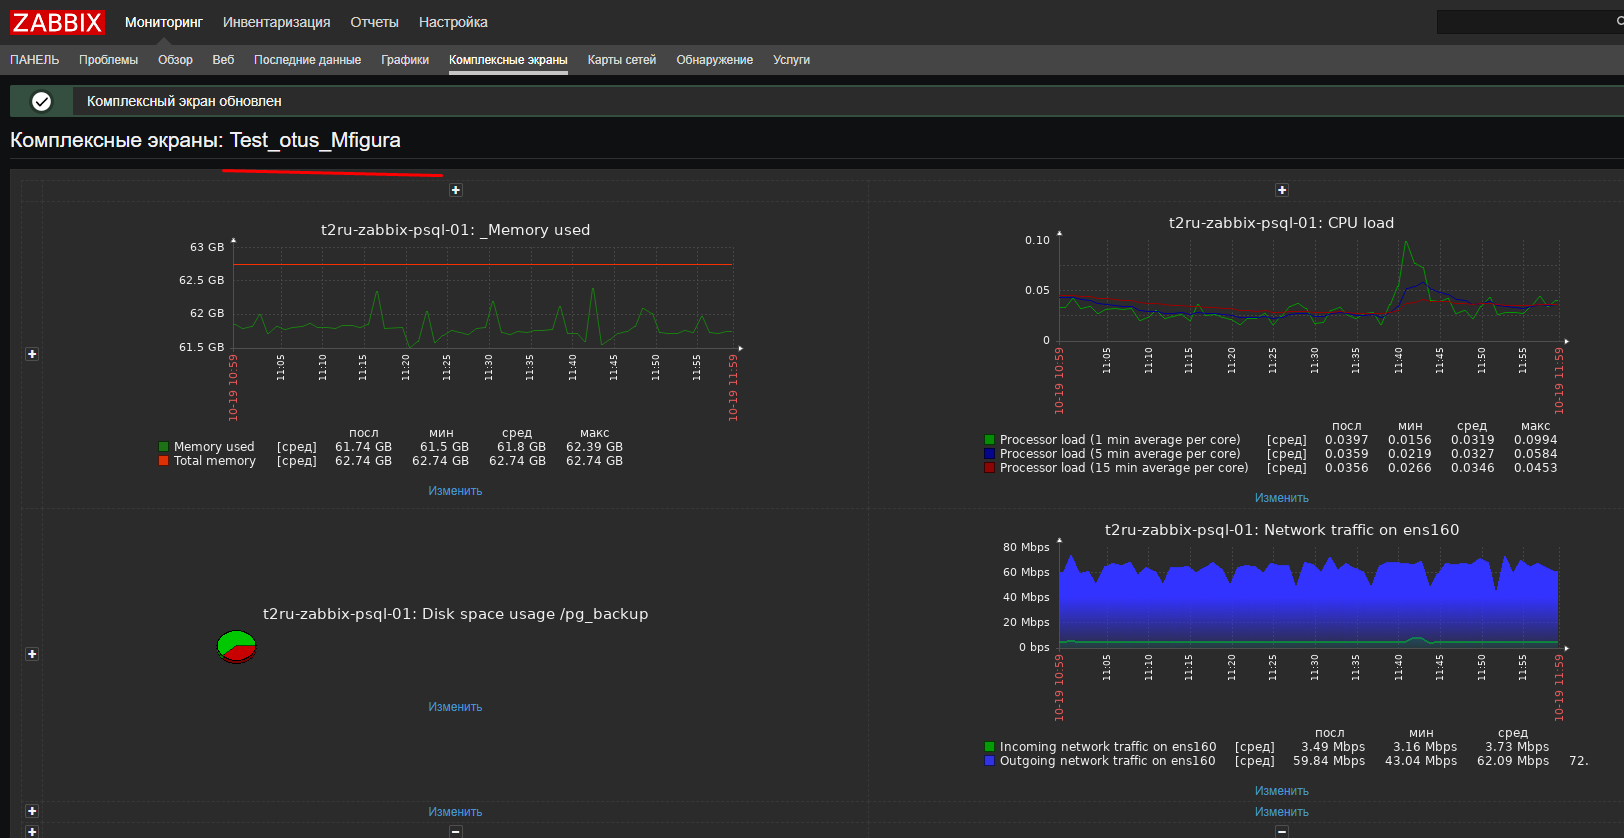 ZABBIX Мониторинг Инвентаризация Отчеты Настройка
ПАНЕЛЬ Проблемы Обзор Веб Последние данные Графики Комплексные экраны Карты сетей Обнаружение Услуги
Комплексный экран обновлен
Комплексные экраны: Test_otus_Mfigura
t2ru-zabbix-psql-01: _Memory used
63 GB
62.5 GB
62 GB
61.5 GB
10-19 10:59 11:05 11:10 11:15 11:20 11:25 11:30 11:35 11:40 11:45 11:50 11:55 10-19 11:59
посл мин сред макс
Memory used [сред] 61.74 GB 61.5 GB 61.8 GB 62.39 GB
Total memory [сред] 62.74 GB 62.74 GB 62.74 GB 62.74 GB
Изменить
t2ru-zabbix-psql-01: CPU load
0.10
0.05
0
10-19 10:59 11:05 11:10 11:15 11:20 11:25 11:30 11:35 11:40 11:45 11:50 11:55 10-19 11:59
посл мин сред макс
Processor load (1 min average per core) [сред] 0.0397 0.0156 0.0319 0.0994
Processor load (5 min average per core) [сред] 0.0359 0.0219 0.0327 0.0584
Processor load (15 min average per core) [сред] 0.0356 0.0266 0.0346 0.0453
Изменить
t2ru-zabbix-psql-01: Disk space usage /pg_backup
Изменить
t2ru-zabbix-psql-01: Network traffic on ens160
80 Mbps
60 Mbps
40 Mbps
20 Mbps
0 bps
10-19 10:59 11:05 11:10 11:15 11:20 11:25 11:30 11:35 11:40 11:45 11:50 11:55 10-19 11:59
посл мин сред
Incoming network traffic on ens160 [сред] 3.49 Mbps 3.16 Mbps 3.73 Mbps
Outgoing network traffic on ens160 [сред] 59.84 Mbps 43.04 Mbps 62.09 Mbps 72.
Изменить
Изменить Изменить